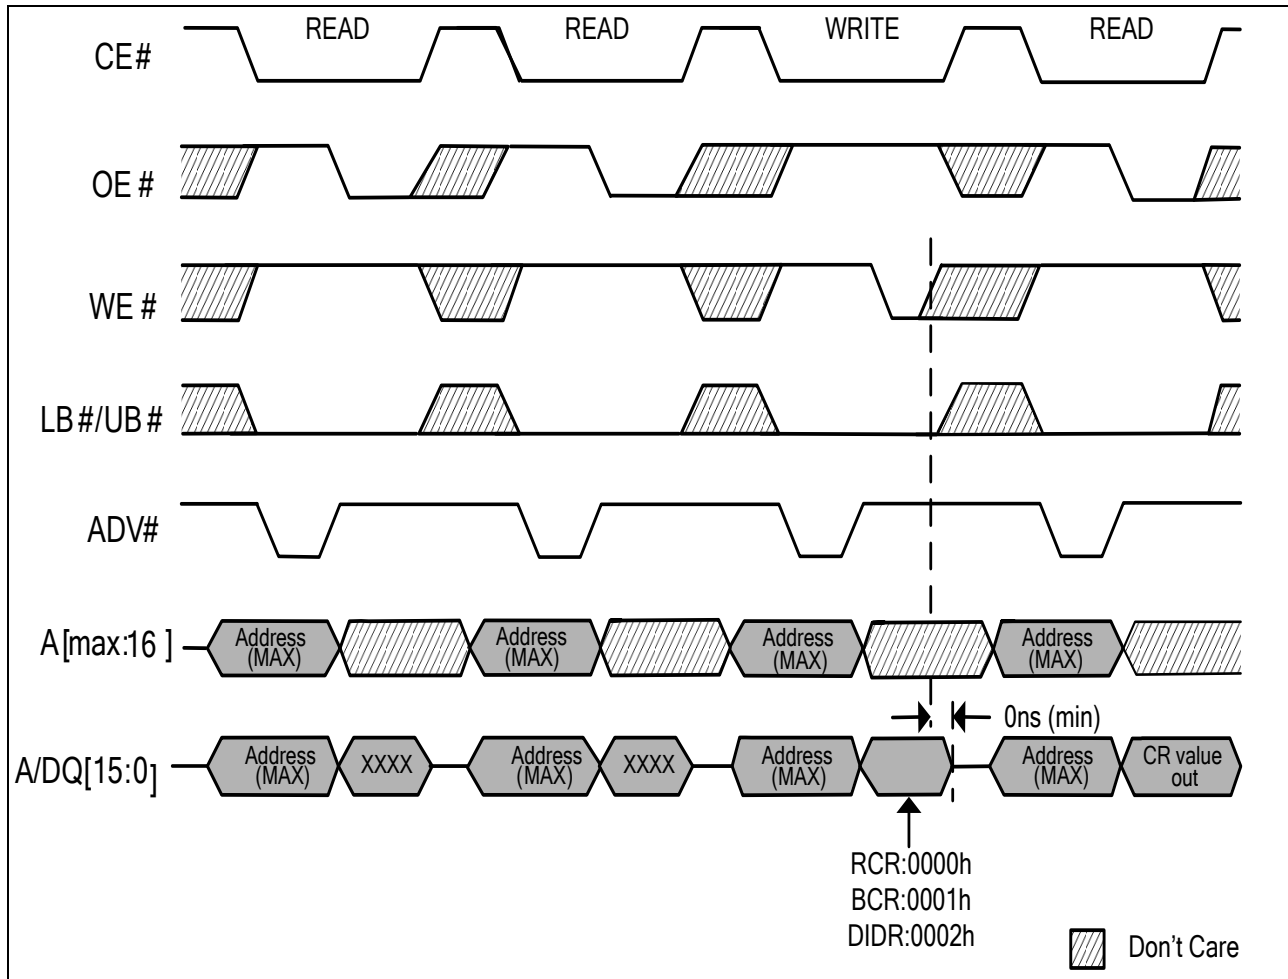 READ READ WRITE READ
CE#
OE #
WE #
LB #/UB #
ADV#
A[max:16 ]
Address (MAX)
Address (MAX)
Address (MAX)
Address (MAX)
0ns (min)
A/DQ[15:0]
Address (MAX)
XXXX
Address (MAX)
XXXX
Address (MAX)
Address (MAX)
CR value out
RCR:0000h
BCR:0001h
DIDR:0002h
Don't Care